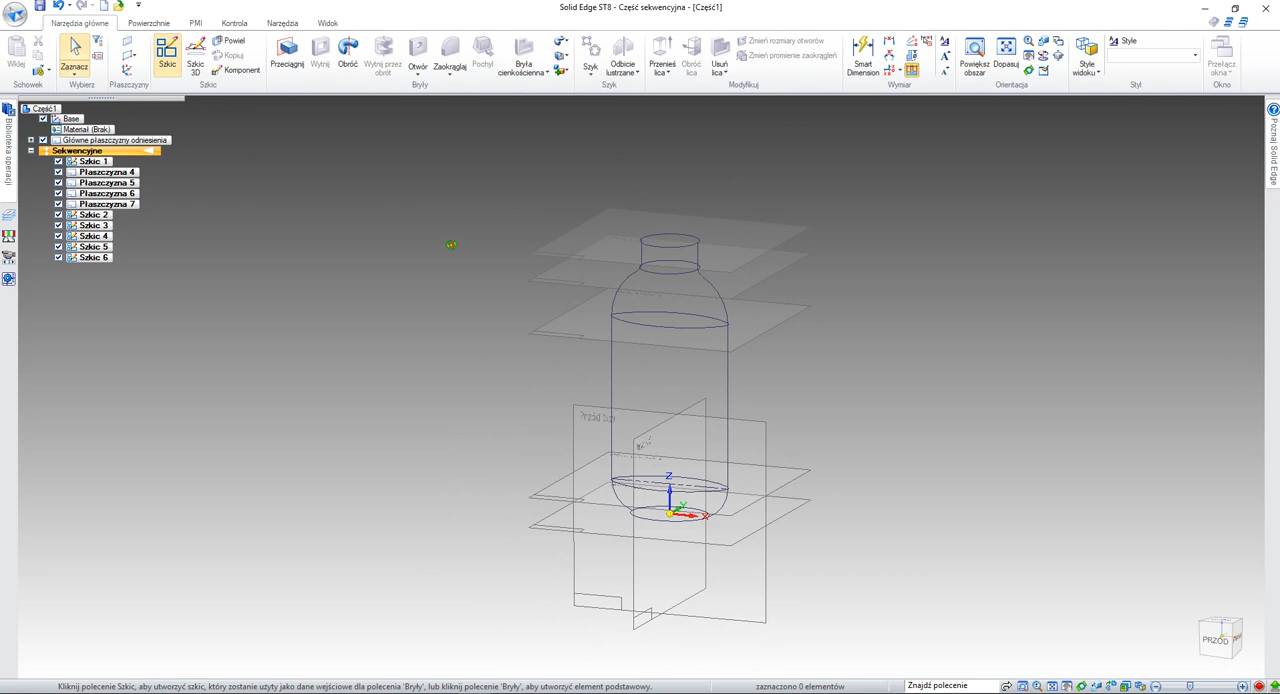 Solid Edge ST8 - Część sekwencyjna - [Część1]
Narzędzia główne
Powierzchnie
PMI
Kontrola
Narzędzia
Widok
Wklej
Schowek
Zaznacz
Wybierz
Płaszczyzny
Szkic
3D
Powiel
Kopiuj
Komponent
Szkic
Przeciągnij
Wytnij
Obróć
Wytnij przez obrót
Otwór
Zaokrąglaj
Pochyl
Bryła cienkościenna
Bryły
Szyk
Odbicie lustrzane
Szyk
Przenieś lica
Obróć lica
Usuń lica
Zmień rozmiary otworów
Zmień promienie zaokrągleń
Modyfikuj
Smart Dimension
Wymiar
Powiększ obszar
Dopasuj
Orientacja
Style widoku
Style
Styl
Przełącz okna
Okno
Biblioteka operacji
Poznaj Solid Edge
Część1
Base
Materiał (Brak)
Główne płaszczyzny odniesienia
Sekwencyjne
Szkic 1
Płaszczyzna 4
Płaszczyzna 5
Płaszczyzna 6
Płaszczyzna 7
Szkic 2
Szkic 3
Szkic 4
Szkic 5
Szkic 6
Z
Y
X
PRZÓD
Kliknij polecenie Szkic, aby utworzyć szkic, który zostanie użyty jako dane wejściowe dla polecenia 'Bryły', lub kliknij polecenie 'Bryły', aby utworzyć element podstawowy.
zaznaczono 0 elementów
Znajdź polecenie